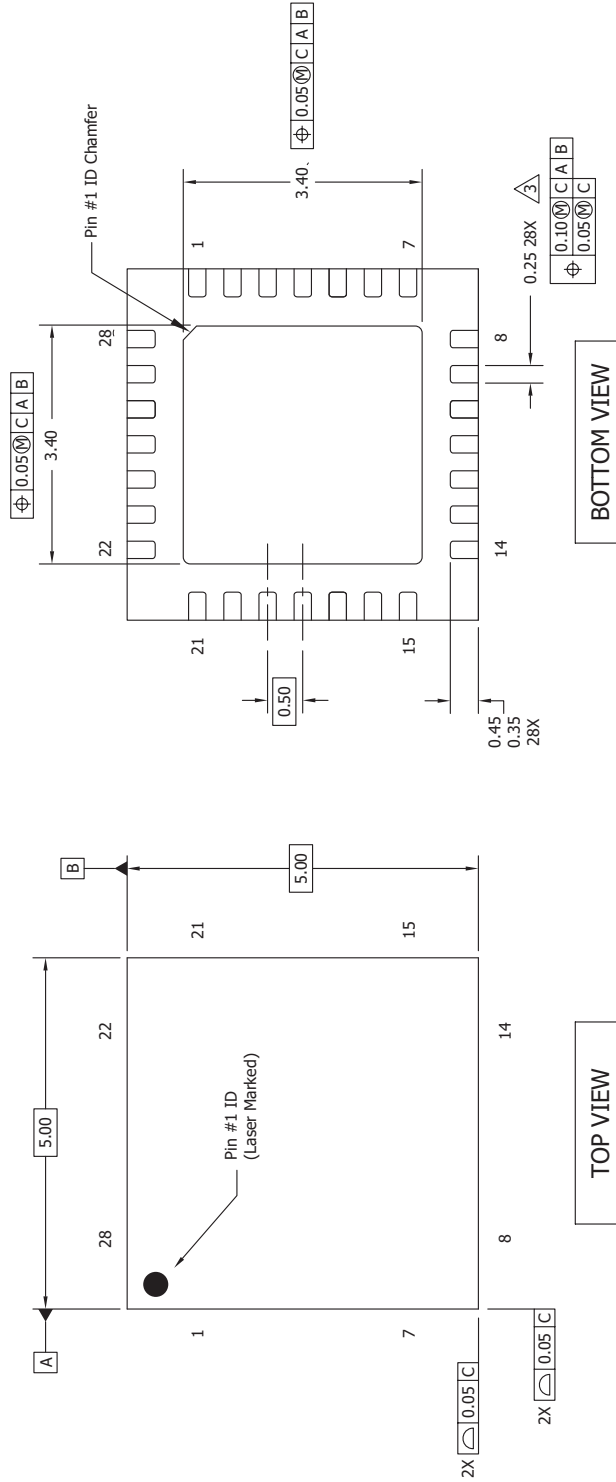 A
5.00
B
28
22
1
21
Pin #1 ID
(Laser Marked)
5.00
7
15
8
14
2X ⌓ 0.05 C
2X ⌓ 0.05 C
TOP VIEW
⌖ 0.05 Ⓜ C A B
3.40
22
28
Pin #1 ID Chamfer
21
1
0.50
3.40
⌖ 0.05 Ⓜ C A B
15
7
14
8
0.45
0.35
28X
0.25 28X
3
⌖ 0.10 Ⓜ C A B
0.05 Ⓜ C
BOTTOM VIEW